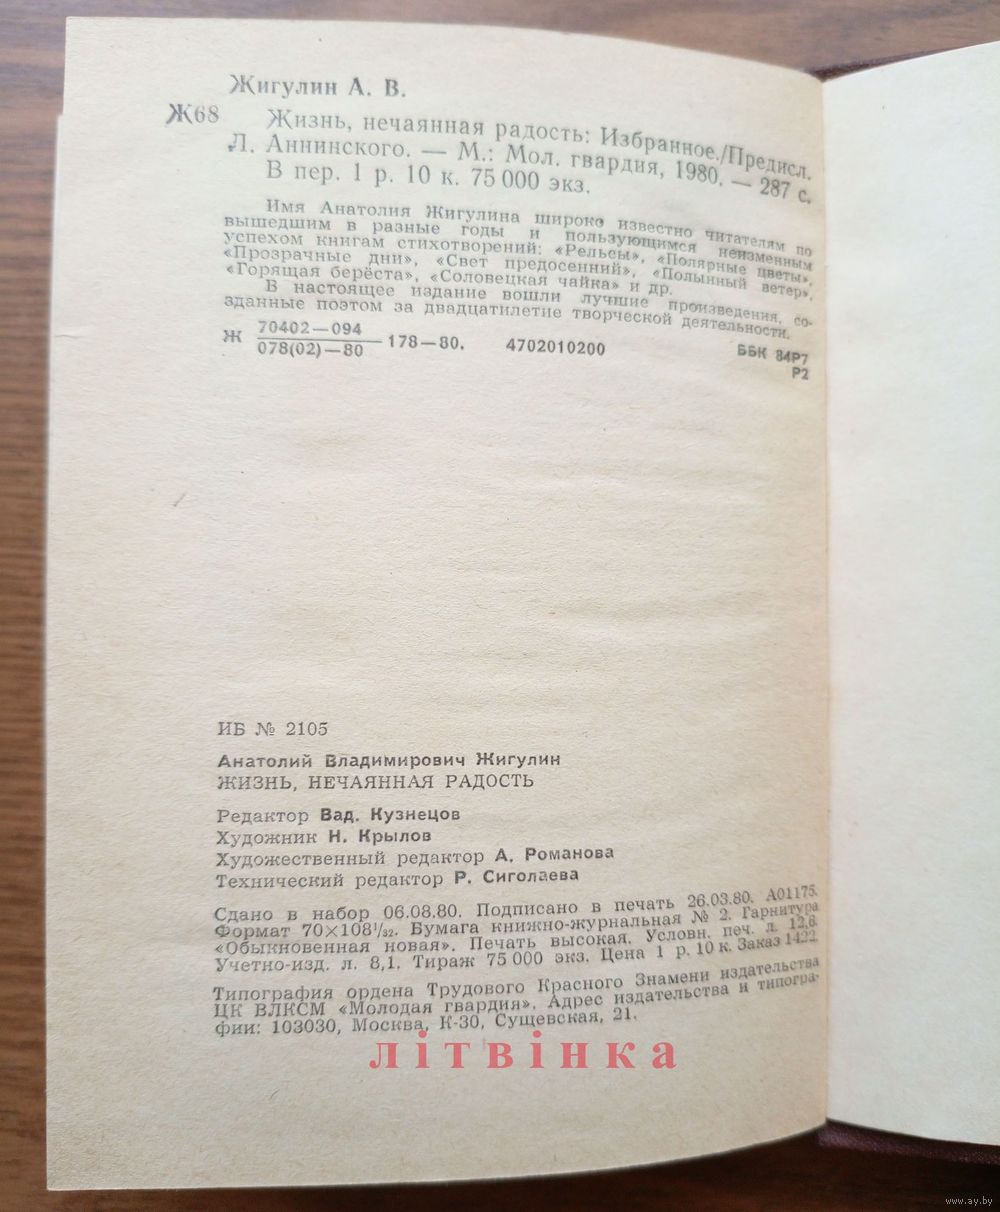 Жигулин А. В.
Ж68
Жизнь, нечаянная радость: Избранное./Предисл.
Л. Аннинского. — М.: Мол. гвардия, 1980. — 287 с.
В пер. 1 р. 10 к. 75 000 экз.
Имя Анатолия Жигулина широко известно читателям по
вышедшим в разные годы и пользующимся неизменным
успехом книгам стихотворений: «Рельсы», «Полярные цветы»,
«Прозрачные дни», «Свет предосенний», «Полынный ветер»,
«Горящая берёста», «Соловецкая чайка» и др.
В настоящее издание вошли лучшие произведения, со-
зданные поэтом за двадцатилетие творческой деятельности.
Ж 70402—094
078(02)—80 178—80. 4702010200 ББК 84Р7
Р2
ИБ № 2105
Анатолий Владимирович Жигулин
ЖИЗНЬ, НЕЧАЯННАЯ РАДОСТЬ
Редактор Вад. Кузнецов
Художник Н. Крылов
Художественный редактор А. Романова
Технический редактор Р. Сиголаева
Сдано в набор 06.08.80. Подписано в печать 26.03.80. А01175.
Формат 70×108¹/₃₂. Бумага книжно-журнальная № 2. Гарнитура
«Обыкновенная новая». Печать высокая. Условн. печ. л. 12,6.
Учетно-изд. л. 8,1. Тираж 75 000 экз. Цена 1 р. 10 к. Заказ 1422.
Типография ордена Трудового Красного Знамени издательства
ЦК ВЛКСМ «Молодая гвардия». Адрес издательства и типогра-
фии: 103030, Москва, К-30, Сущевская, 21.
літвінка
www.ay.by